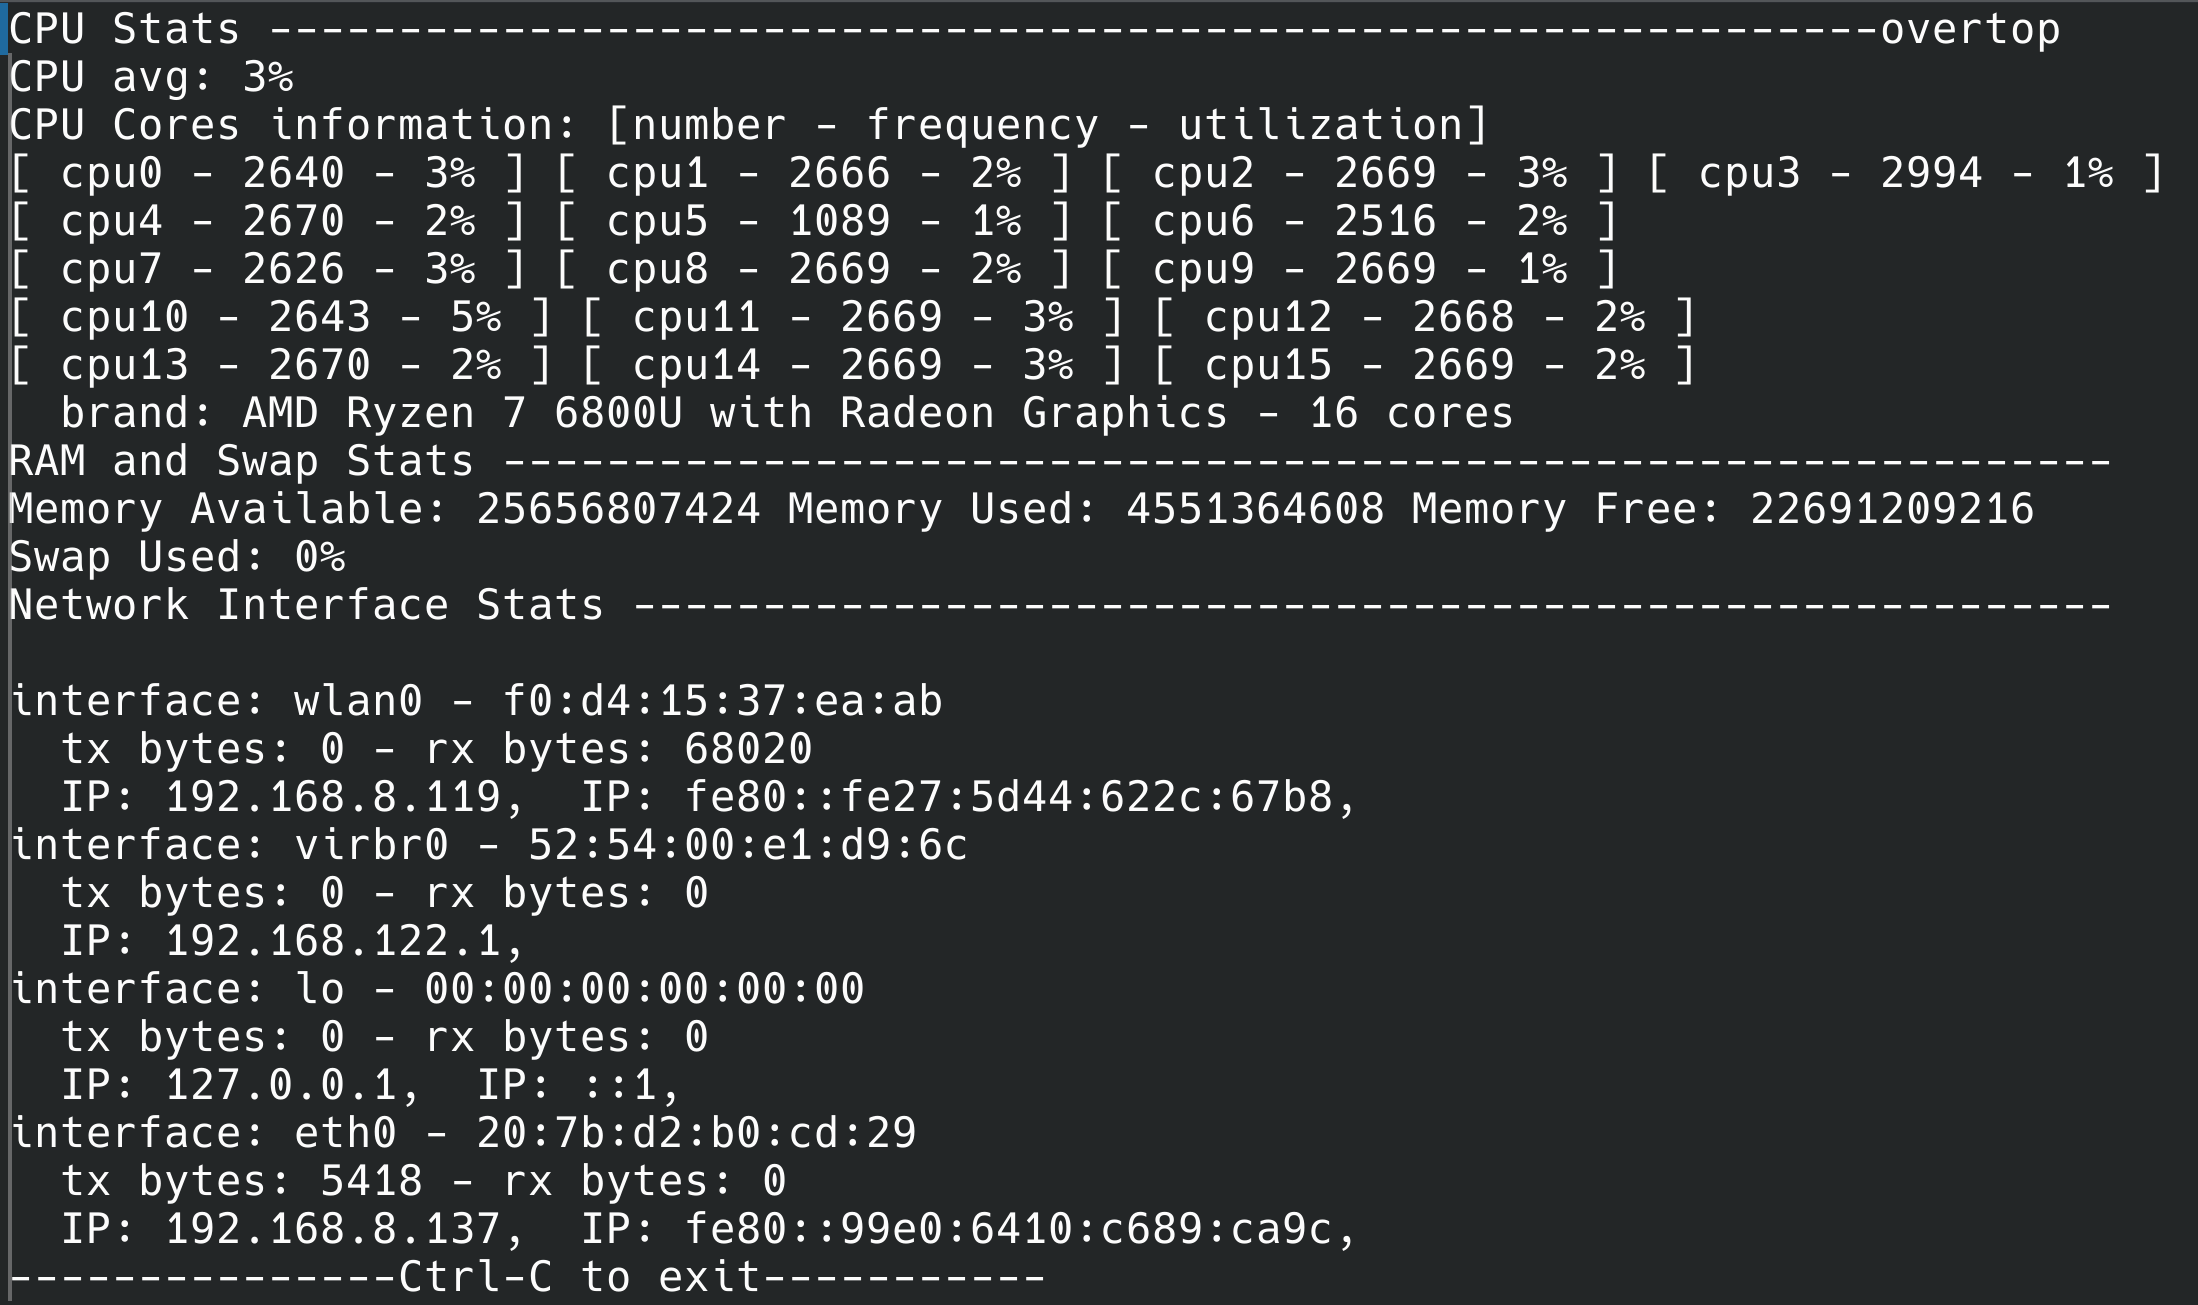 CPU Stats --------------------------------------------------------------overtop
CPU avg: 3%
CPU Cores information: [number - frequency - utilization]
[ cpu0 - 2640 - 3% ] [ cpu1 - 2666 - 2% ] [ cpu2 - 2669 - 3% ] [ cpu3 - 2994 - 1% ]
[ cpu4 - 2670 - 2% ] [ cpu5 - 1089 - 1% ] [ cpu6 - 2516 - 2% ]
[ cpu7 - 2626 - 3% ] [ cpu8 - 2669 - 2% ] [ cpu9 - 2669 - 1% ]
[ cpu10 - 2643 - 5% ] [ cpu11 - 2669 - 3% ] [ cpu12 - 2668 - 2% ]
[ cpu13 - 2670 - 2% ] [ cpu14 - 2669 - 3% ] [ cpu15 - 2669 - 2% ]
  brand: AMD Ryzen 7 6800U with Radeon Graphics - 16 cores
RAM and Swap Stats --------------------------------------------------------------
Memory Available: 25656807424 Memory Used: 4551364608 Memory Free: 22691209216
Swap Used: 0%
Network Interface Stats ---------------------------------------------------------

interface: wlan0 - f0:d4:15:37:ea:ab
  tx bytes: 0 - rx bytes: 68020
  IP: 192.168.8.119,  IP: fe80::fe27:5d44:622c:67b8,
interface: virbr0 - 52:54:00:e1:d9:6c
  tx bytes: 0 - rx bytes: 0
  IP: 192.168.122.1,
interface: lo - 00:00:00:00:00:00
  tx bytes: 0 - rx bytes: 0
  IP: 127.0.0.1,  IP: ::1,
interface: eth0 - 20:7b:d2:b0:cd:29
  tx bytes: 5418 - rx bytes: 0
  IP: 192.168.8.137,  IP: fe80::99e0:6410:c689:ca9c,
---------------Ctrl-C to exit-----------